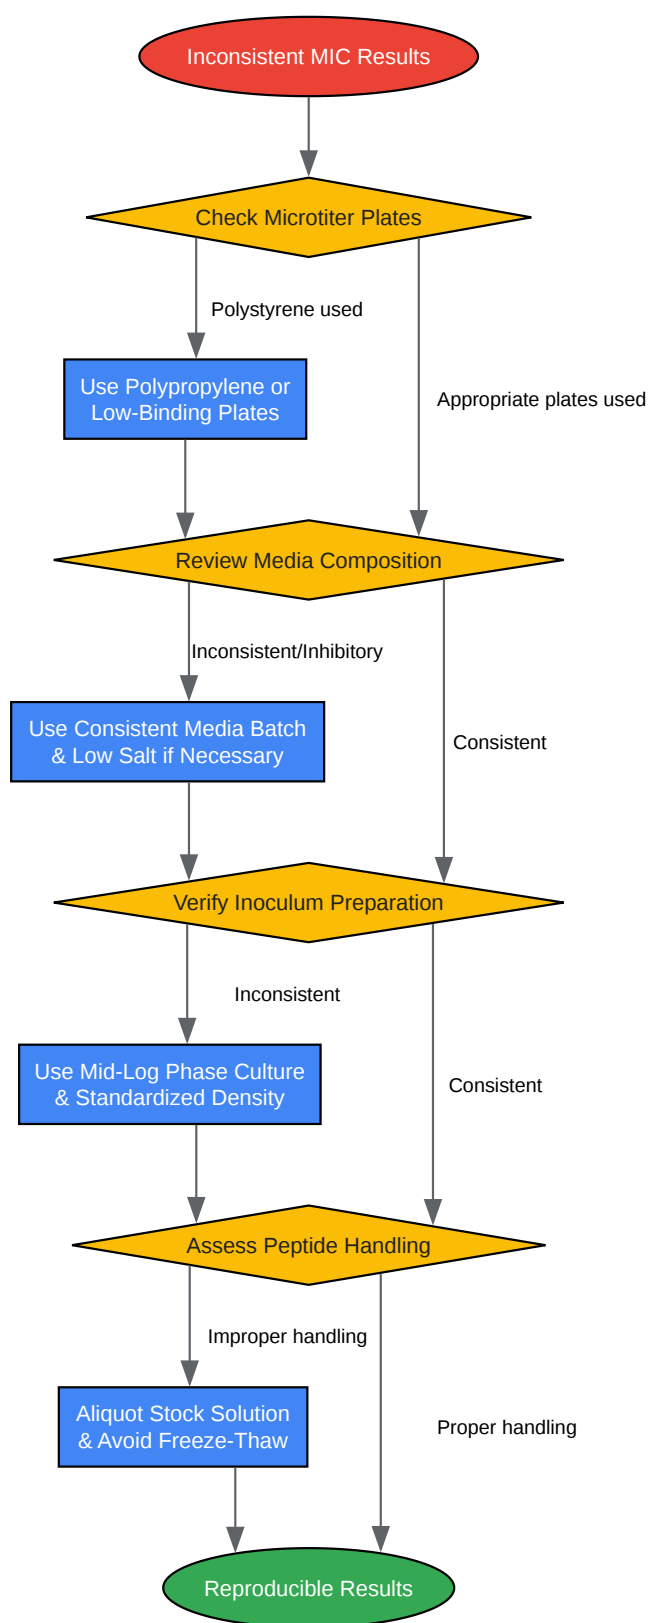 Inconsistent MIC Results
Check Microtiter Plates
Polystyrene used
Use Polypropylene or
Low-Binding Plates
Appropriate plates used
Review Media Composition
Inconsistent/Inhibitory
Use Consistent Media Batch
& Low Salt if Necessary
Consistent
Verify Inoculum Preparation
Inconsistent
Use Mid-Log Phase Culture
& Standardized Density
Consistent
Assess Peptide Handling
Improper handling
Aliquot Stock Solution
& Avoid Freeze-Thaw
Proper handling
Reproducible Results